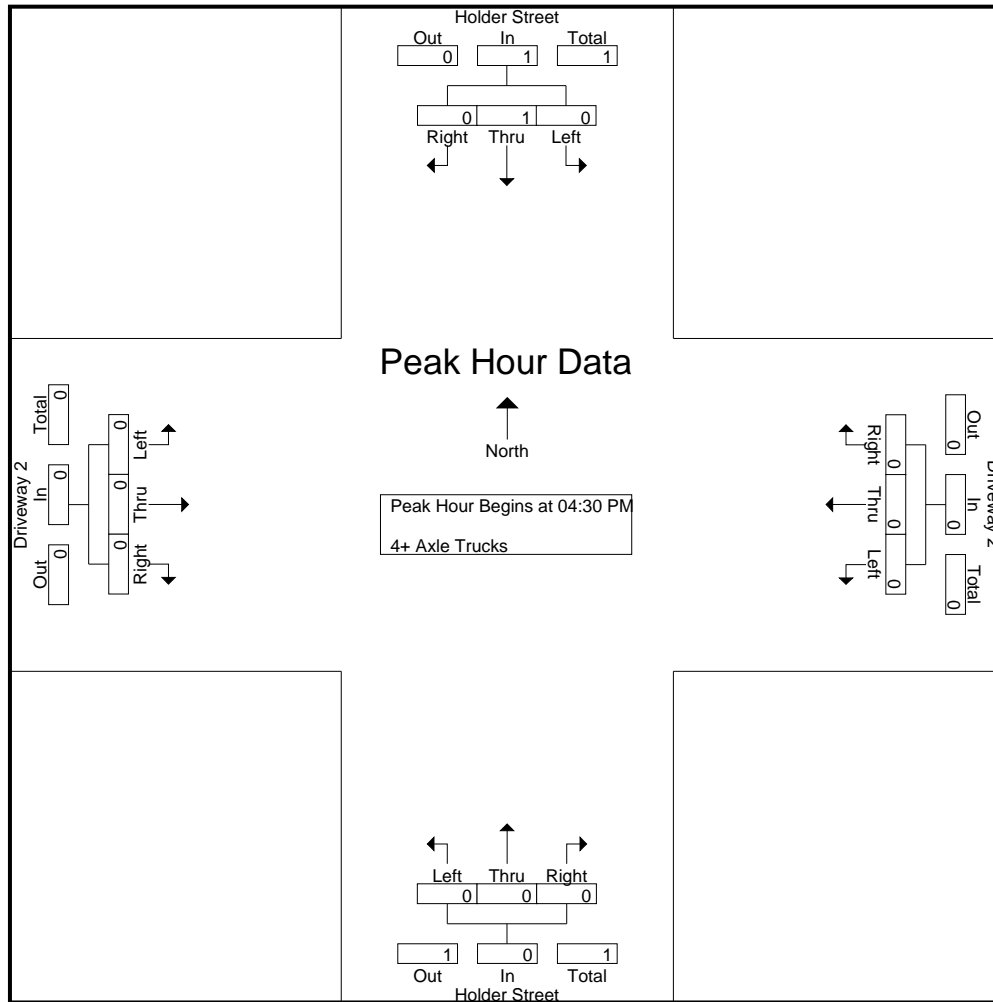 Holder Street
Out In Total
0 1 1
0 1 0
Right Thru Left
Peak Hour Data
North
Peak Hour Begins at 04:30 PM
4+ Axle Trucks
Driveway 2
Out In Total
0 0 0
0 0 0
Right Thru Left
Driveway 2
Out In Total
0 0 0
0 0 0
Right Thru Left
Left Thru Right
0 0 0
1 0 1
Out In Total
Holder Street